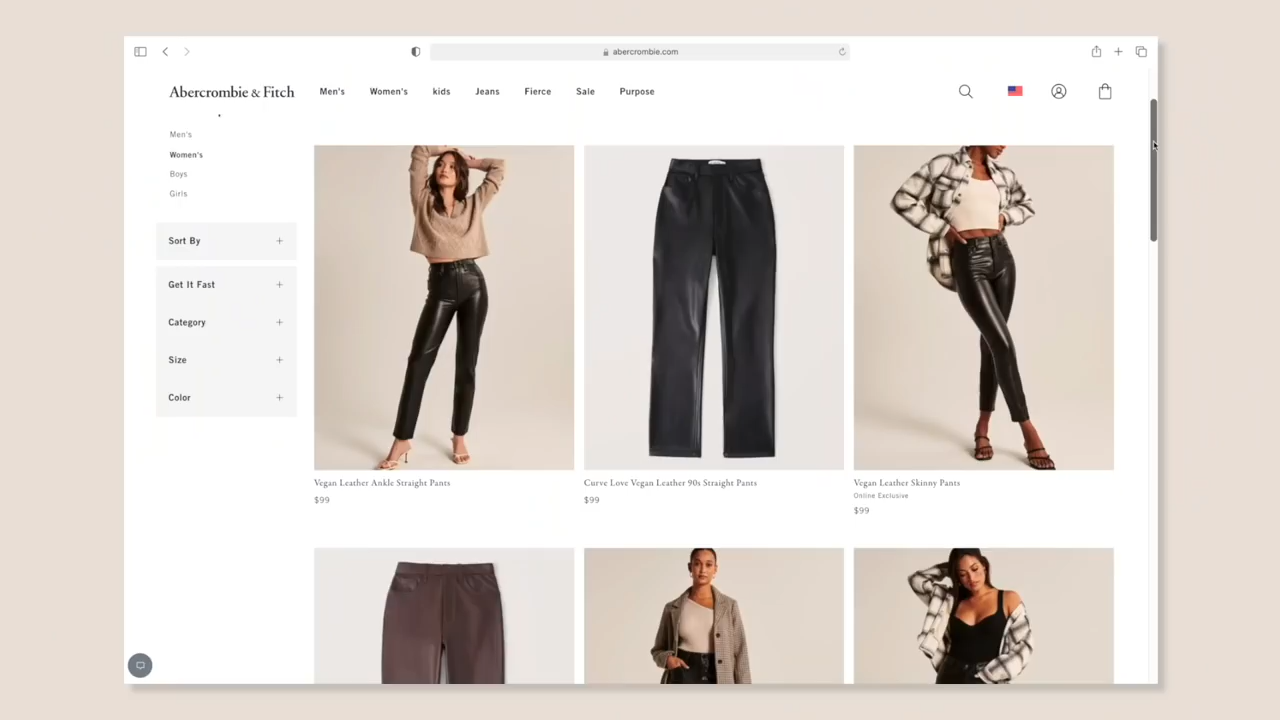 abercrombie.com
Abercrombie & Fitch
Men's
Women's
kids
Jeans
Fierce
Sale
Purpose
Men's
Women's
Boys
Girls
Sort By +
Get It Fast +
Category +
Size +
Color +
Vegan Leather Ankle Straight Pants
$99
Curve Love Vegan Leather 90s Straight Pants
$99
Vegan Leather Skinny Pants
Online Exclusive
$99